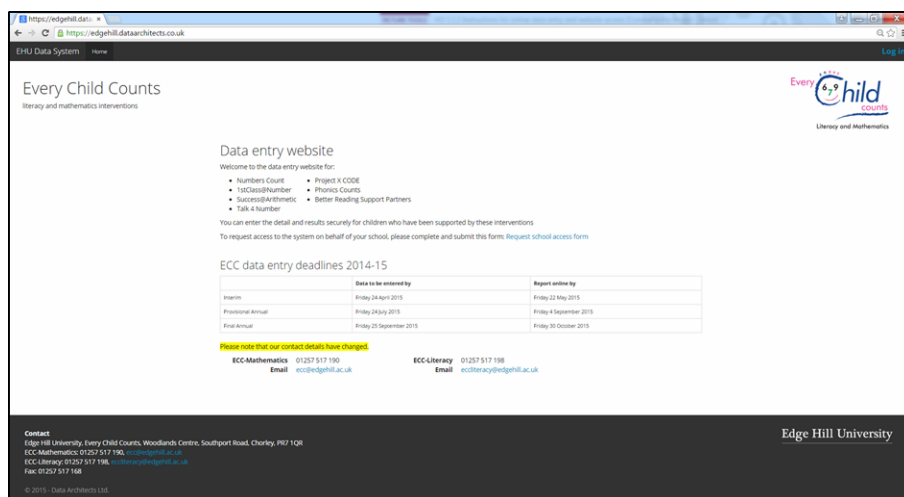 https://edgehill.data
https://edgehill.dataarchitects.co.uk
EHU Data System Home Log in
Every Child Counts
literacy and mathematics interventions
Every Child counts
6 7 9
Literacy and Mathematics
Data entry website
Welcome to the data entry website for:
• Numbers Count • Project X CODE
• 1stClass@Number • Phonics Counts
• Success@Arithmetic • Better Reading Support Partners
• Talk 4 Number
You can enter the detail and results securely for children who have been supported by these interventions
To request access to the system on behalf of your school, please complete and submit this form: Request school access form
ECC data entry deadlines 2014-15
Data to be entered by Report online by
Interim Friday 24 April 2015 Friday 22 May 2015
Provisional Annual Friday 24 July 2015 Friday 4 September 2015
Final Annual Friday 25 September 2015 Friday 30 October 2015
Please note that our contact details have changed.
ECC-Mathematics 01257 517 190 ECC-Literacy 01257 517 198
Email ecc@edgehill.ac.uk Email eccliteracy@edgehill.ac.uk
Contact
Edge Hill University, Every Child Counts, Woodlands Centre, Southport Road, Chorley, PR7 1QR
ECC-Mathematics: 01257 517 190, ecc@edgehill.ac.uk
ECC-Literacy: 01257 517 198, eccliteracy@edgehill.ac.uk
Fax: 01257 517 168
Edge Hill University
© 2015 - Data Architects Ltd.